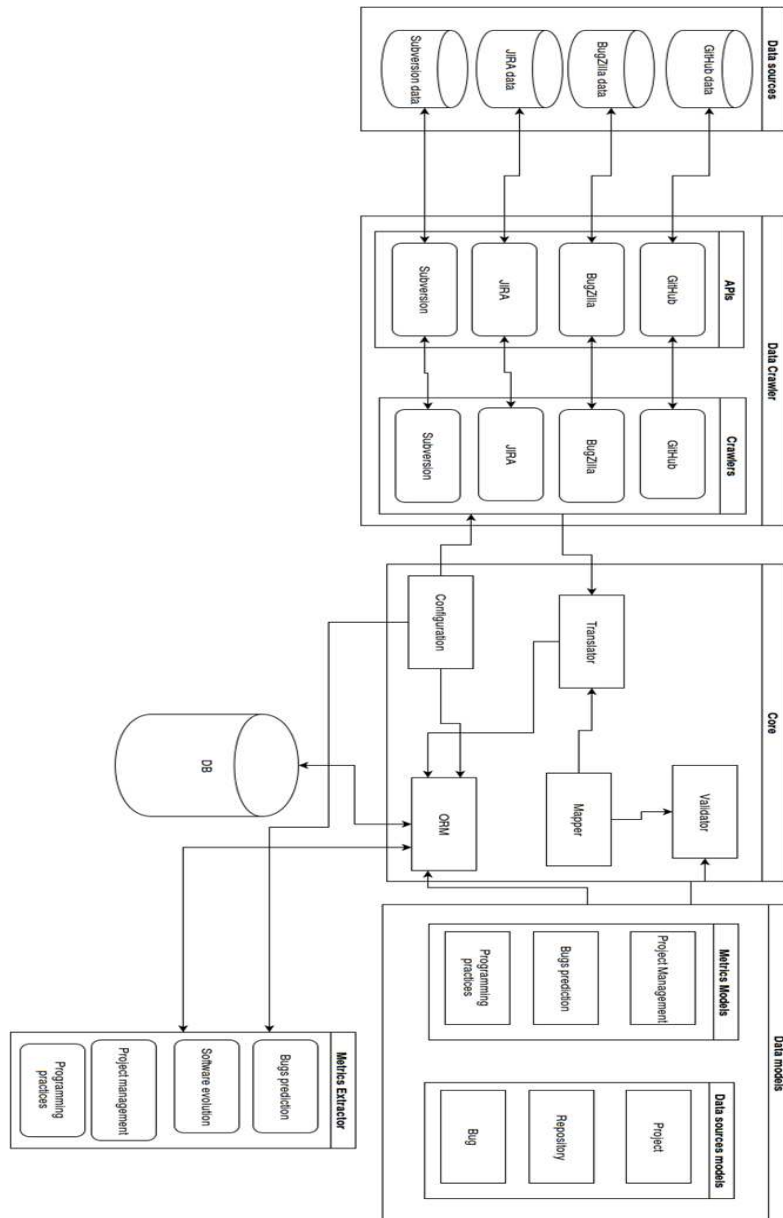 Data sources
GitHub data
BugZilla data
JIRA data
Subversion data
Data Crawler
APIs
GitHub
BugZilla
JIRA
Subversion
Crawlers
GitHub
BugZilla
JIRA
Subversion
Core
Validator
Translator
Mapper
Configuration
ORM
DB
Data models
Metrics Models
Project Management
Bugs prediction
Programming
practices
Data sources models
Project
Repository
Bug
Metrics Extractor
Bugs prediction
Software evolution
Project management
Programming
practices